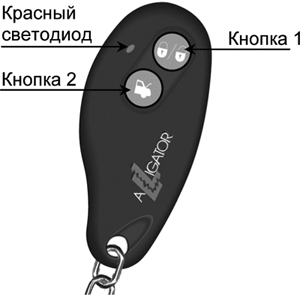 Красный
светодиод
Кнопка 1
Кнопка 2
ALLIGATOR